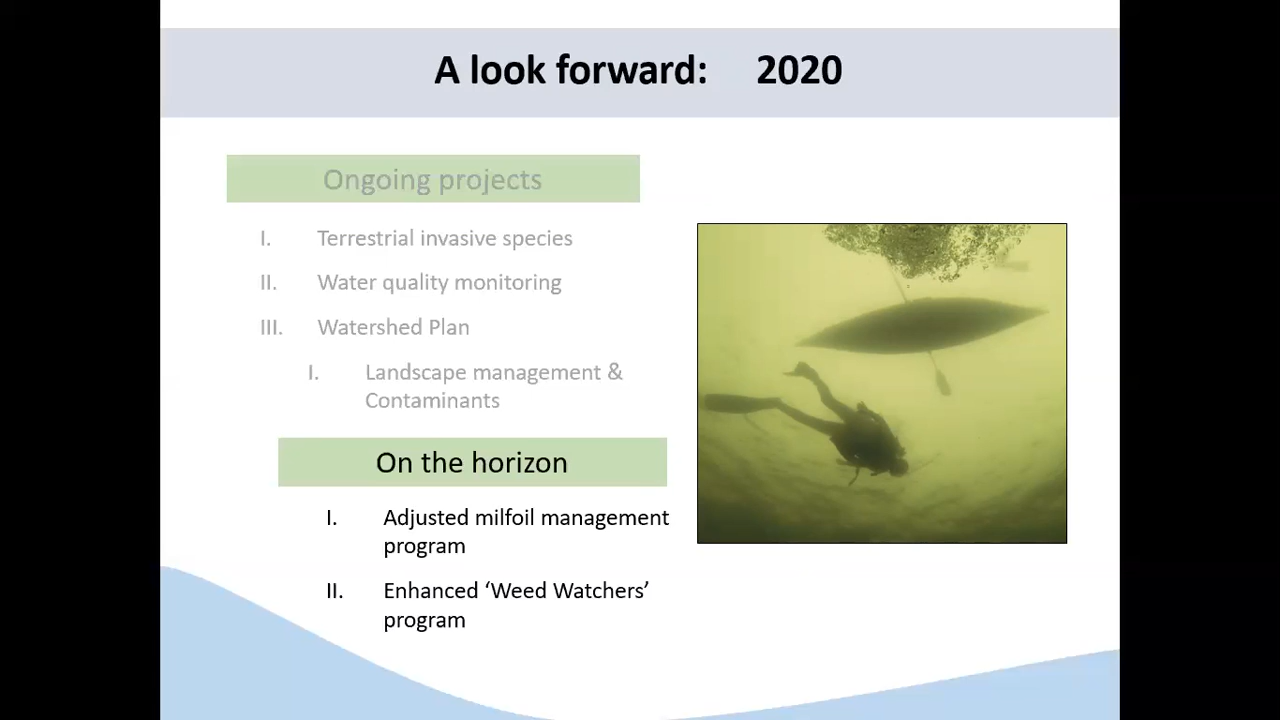 A look forward: 2020
Ongoing projects
I. Terrestrial invasive species
II. Water quality monitoring
III. Watershed Plan
I. Landscape management &
Contaminants
On the horizon
I. Adjusted milfoil management
program
II. Enhanced ‘Weed Watchers’
program